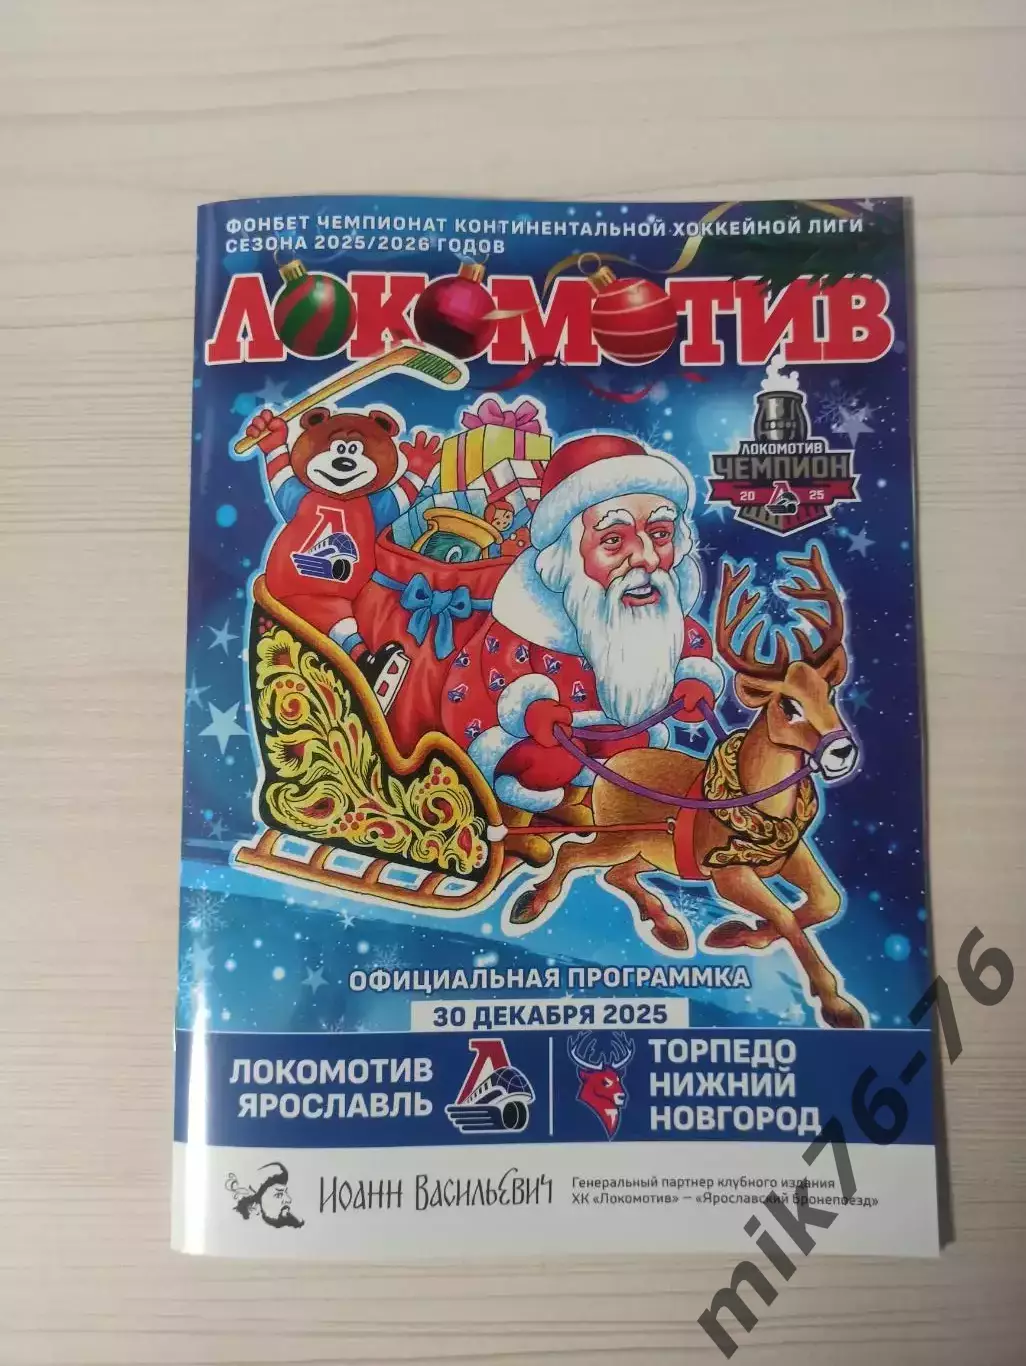 ФОНБЕТ ЧЕМПИОНАТ КОНТИНЕНТАЛЬНОЙ ХОККЕЙНОЙ ЛИГИ
СЕЗОНА 2025/2026 ГОДОВ
ЛОКОМОТИВ
ЛОКОМОТИВ
ЧЕМПИОН
20 25
ОФИЦИАЛЬНАЯ ПРОГРАММКА
30 ДЕКАБРЯ 2025
ЛОКОМОТИВ
ЯРОСЛАВЛЬ
ТОРПЕДО
НИЖНИЙ
НОВГОРОД
ИОАНН ВАСИЛЬЕВИЧ
Генеральный партнер клубного издания
ХК «Локомотив» – «Ярославский бронепоезд»
mik76-76